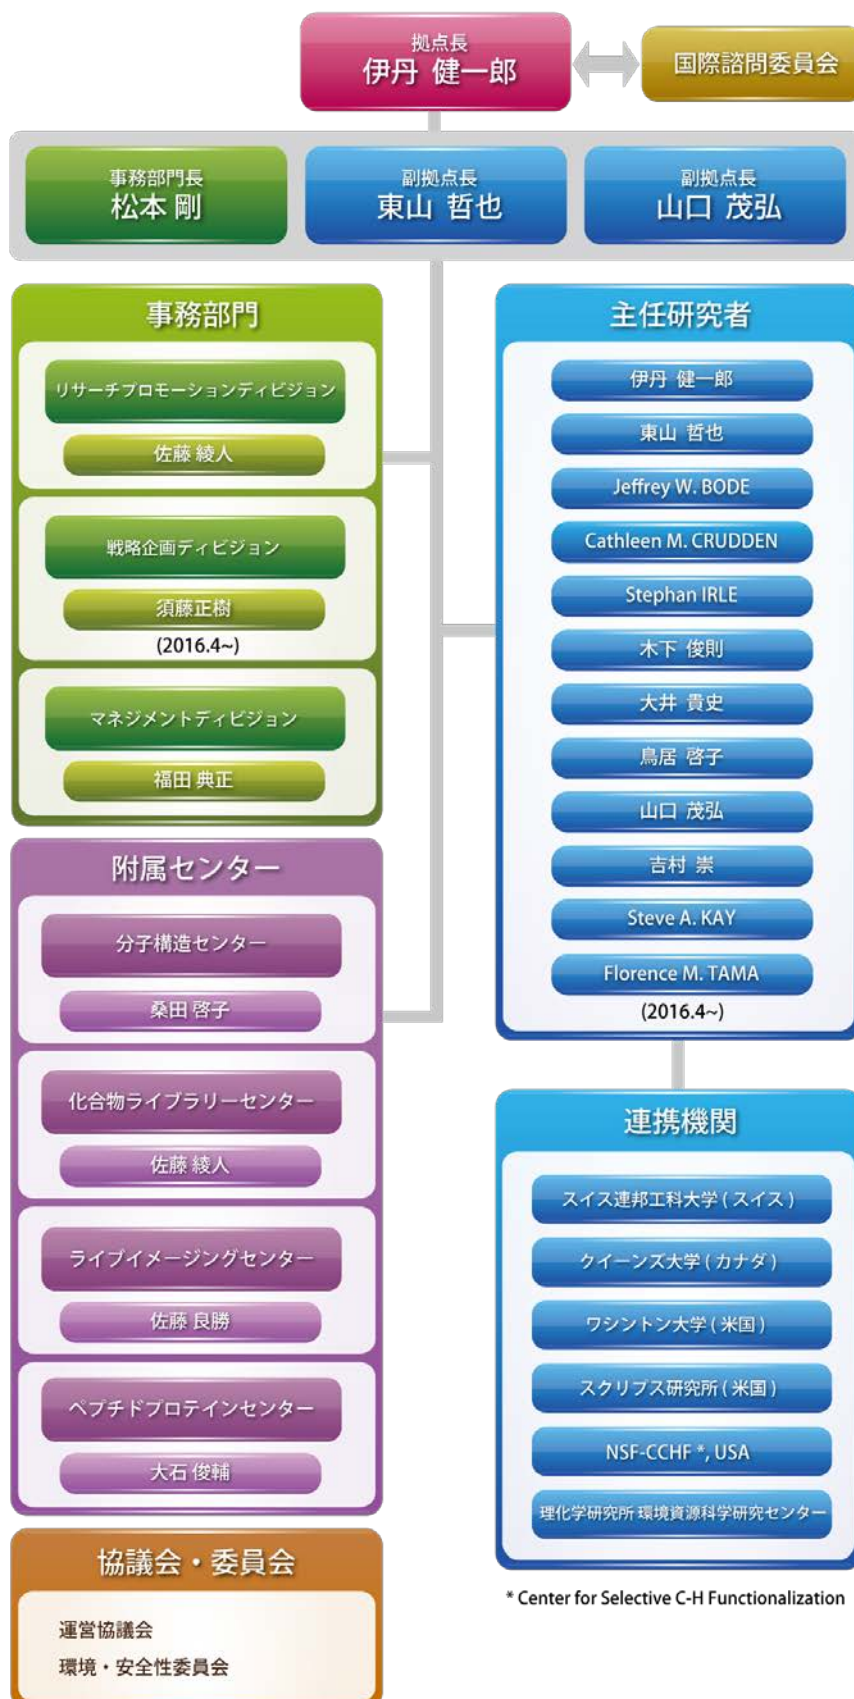 拠点長
伊丹 健一郎
国際諮問委員会
事務部門長
松本 剛
副拠点長
東山 哲也
副拠点長
山口 茂弘
事務部門
リサーチプロモーションディビジョン
佐藤 綾人
戦略企画ディビジョン
須藤正樹
(2016.4~)
マネジメントディビジョン
福田 典正
附属センター
分子構造センター
桑田 啓子
化合物ライブラリーセンター
佐藤 綾人
ライブイメージングセンター
佐藤 良勝
ペプチドプロテインセンター
大石 俊輔
協議会・委員会
運営協議会
環境・安全性委員会
主任研究者
伊丹 健一郎
東山 哲也
Jeffrey W. BODE
Cathleen M. CRUDDEN
Stephan IRLE
木下 俊則
大井 貴史
鳥居 啓子
山口 茂弘
吉村 崇
Steve A. KAY
Florence M. TAMA
(2016.4~)
連携機関
スイス連邦工科大学 ( スイス )
クイーンズ大学 ( カナダ )
ワシントン大学 ( 米国 )
スクリプス研究所 ( 米国 )
NSF-CCHF *, USA
理化学研究所 環境資源科学研究センター
* Center for Selective C-H Functionalization